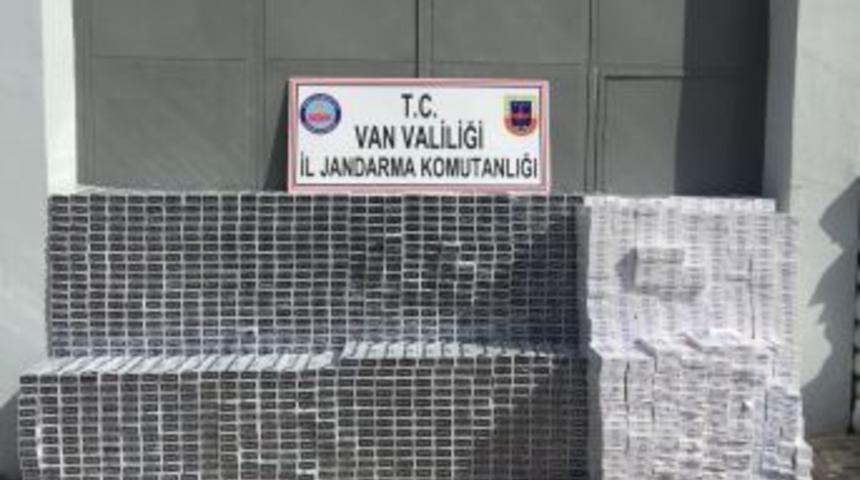 T.C.
VAN VALİLİĞİ
İL JANDARMA KOMUTANLIĞI